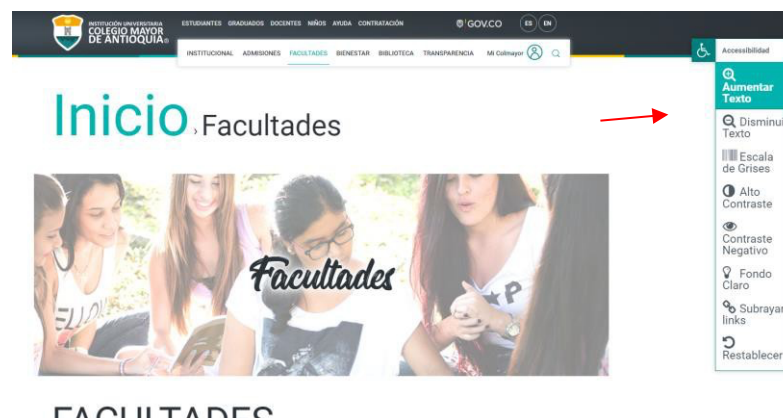 INSTITUCIÓN UNIVERSITARIA
COLEGIO MAYOR
DE ANTIOQUIA®
ESTUDIANTES GRADUADOS DOCENTES NIÑOS AYUDA CONTRATACIÓN
GOV.CO
ES EN
INSTITUCIONAL ADMISIONES FACULTADES BIENESTAR BIBLIOTECA TRANSPARENCIA Mi Colmayor
Inicio › Facultades
Facultades
FACULTADES
Accessibilidad
Aumentar
Texto
Disminui
Texto
Escala
de Grises
Alto
Contraste
Contraste
Negativo
Fondo
Claro
Subrayar
links
Restablecer